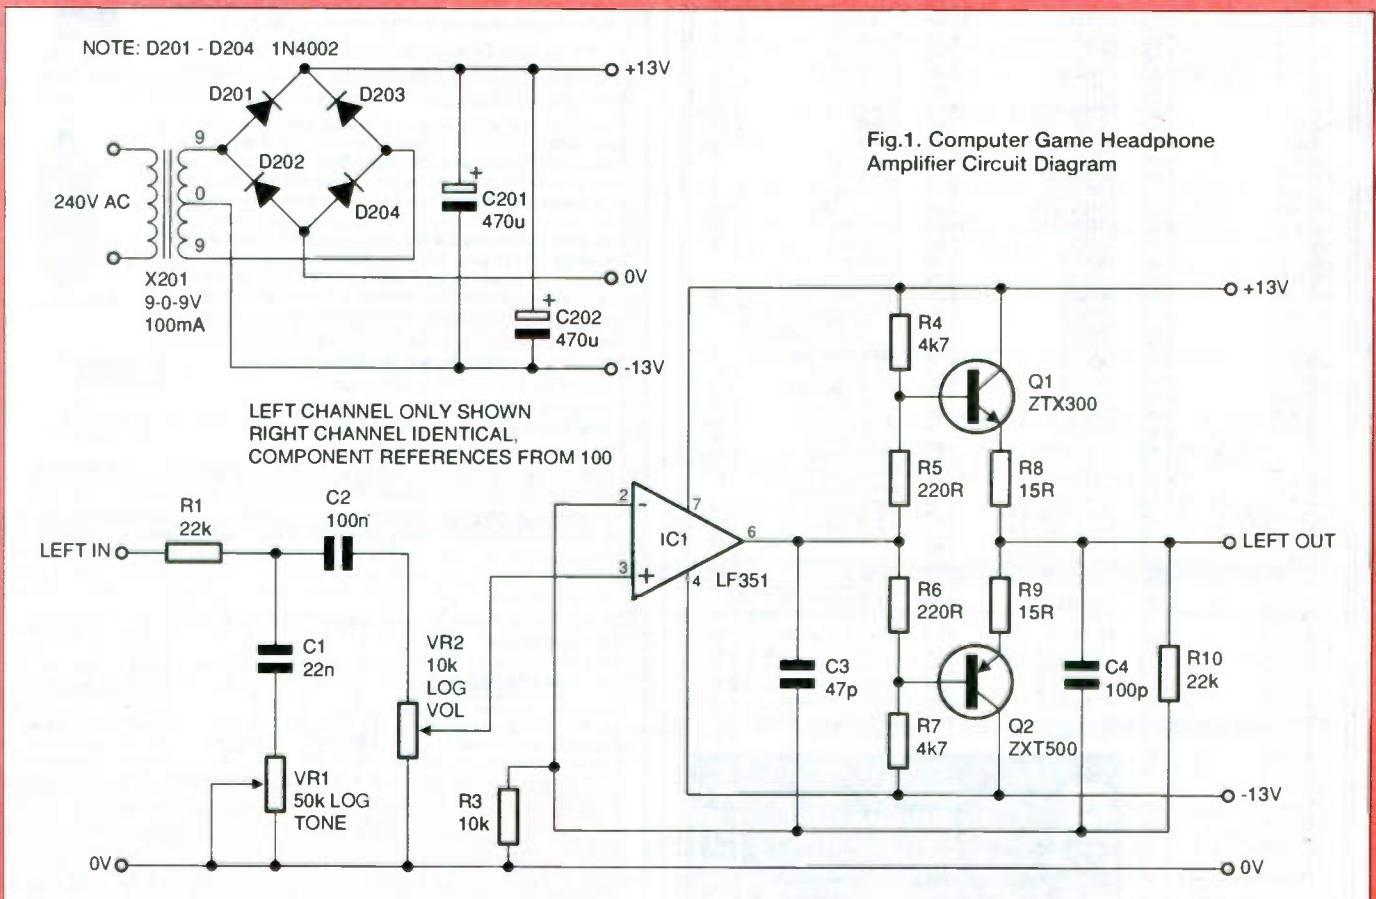 NOTE: D201 - D204 1N4002
+13V
D201
D203
9
D202
0
D204
9
240V AC
X201
9-0-9V
100mA
+
C201
470u
0V
+
C202
470u
-13V
Fig.1. Computer Game Headphone
Amplifier Circuit Diagram
LEFT CHANNEL ONLY SHOWN
RIGHT CHANNEL IDENTICAL,
COMPONENT REFERENCES FROM 100
+13V
R4
4k7
Q1
ZTX300
R5
220R
R8
15R
R1
22k
C2
100n
LEFT IN
2
-
7
IC1
6
3
+
4
LF351
LEFT OUT
R6
220R
R9
15R
C1
22n
VR2
10k
LOG
VOL
C3
47p
C4
100p
R10
22k
R7
4k7
Q2
ZXT500
VR1
50k LOG
TONE
R3
10k
-13V
0V
0V